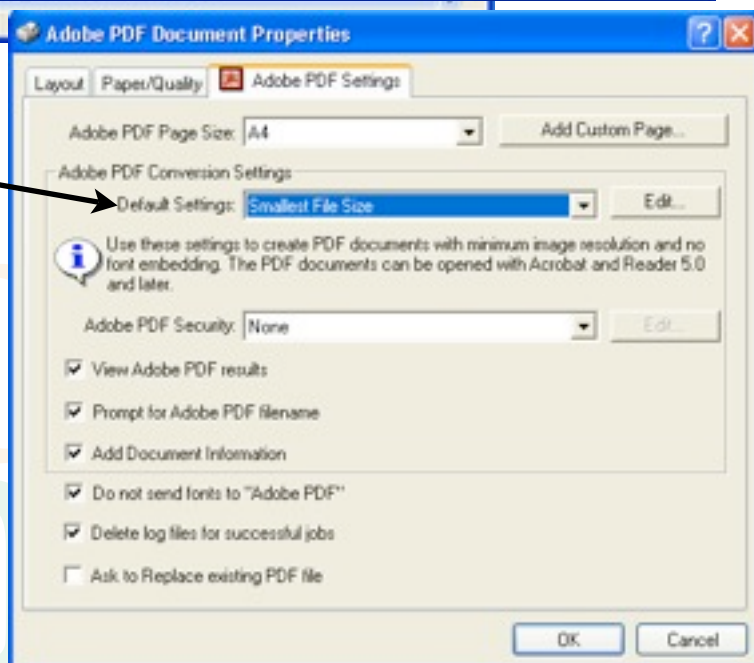 Adobe PDF Document Properties
Layout Paper/Quality Adobe PDF Settings
Adobe PDF Page Size: A4 Add Custom Page...
Adobe PDF Conversion Settings
Default Settings: Smallest File Size Edit...
Use these settings to create PDF documents with minimum image resolution and no
font embedding. The PDF documents can be opened with Acrobat and Reader 5.0
and later.
Adobe PDF Security: None Edit...
View Adobe PDF results
Prompt for Adobe PDF filename
Add Document Information
Do not send fonts to "Adobe PDF"
Delete log files for successful jobs
Ask to Replace existing PDF file
OK Cancel